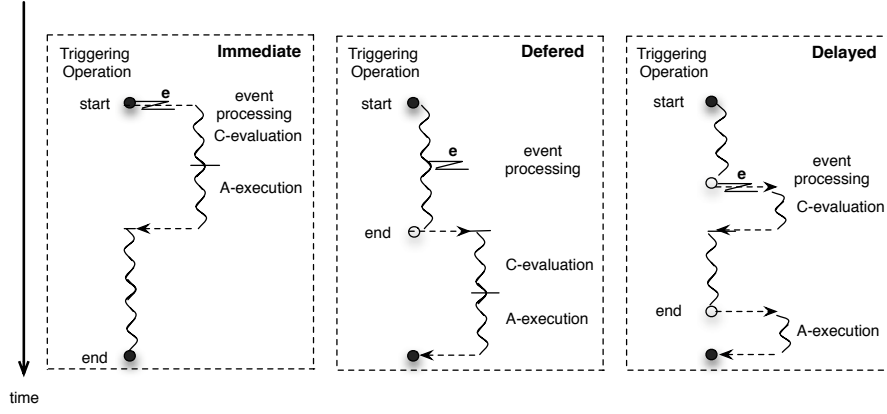 Triggering
Operation
Immediate
start
e
event
processing
C-evaluation
A-execution
end
Triggering
Operation
Defered
start
e
event
processing
end
C-evaluation
A-execution
Triggering
Operation
Delayed
start
e
event
processing
C-evaluation
end
A-execution
time